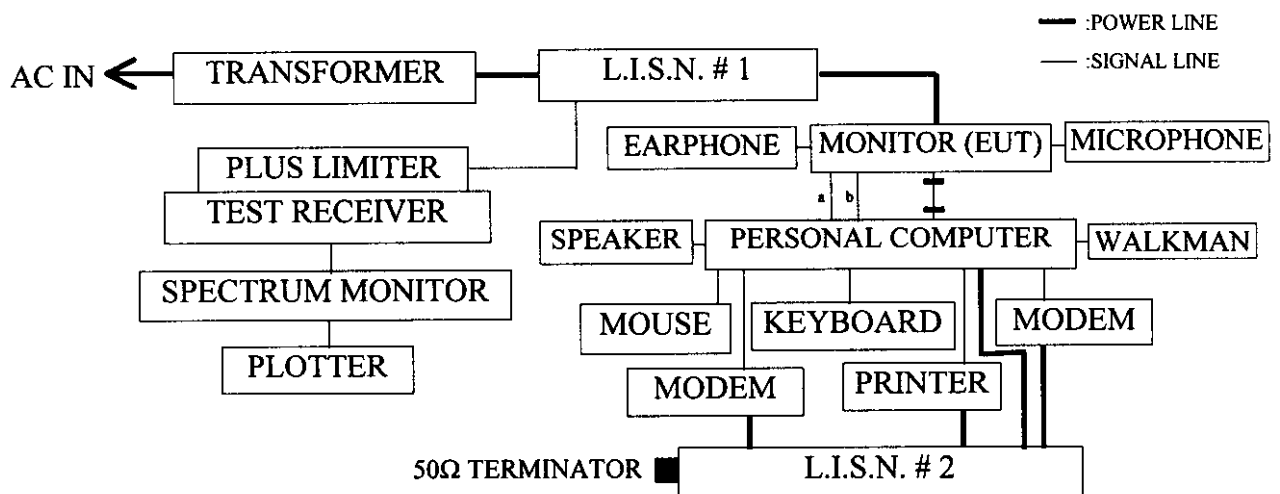 :POWER LINE
:SIGNAL LINE
AC IN
TRANSFORMER
L.I.S.N. # 1
EARPHONE
MONITOR (EUT)
MICROPHONE
PLUS LIMITER
TEST RECEIVER
a
b
SPEAKER
PERSONAL COMPUTER
WALKMAN
SPECTRUM MONITOR
MOUSE
KEYBOARD
MODEM
PLOTTER
MODEM
PRINTER
50Ω TERMINATOR
L.I.S.N. # 2